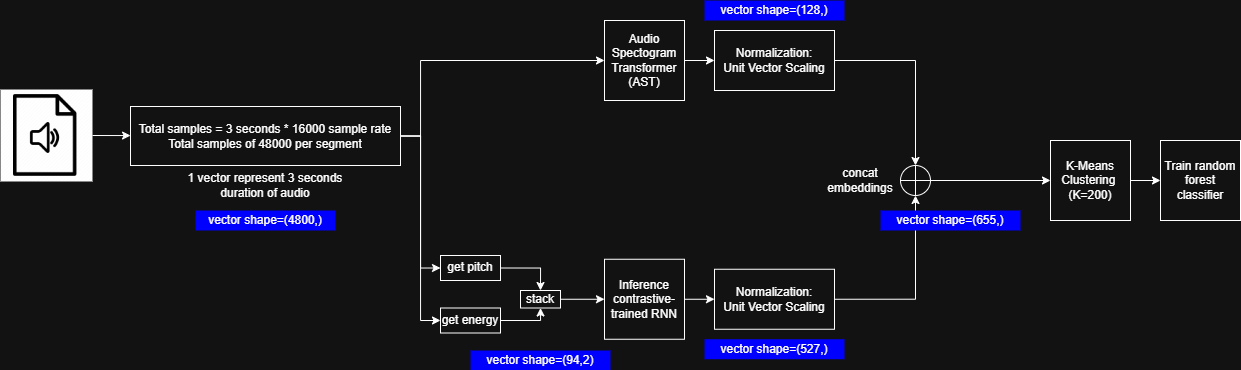 vector shape=(128,)
Audio
Spectogram
Transformer
(AST)
Normalization:
Unit Vector Scaling
Total samples = 3 seconds * 16000 sample rate
Total samples of 48000 per segment
1 vector represent 3 seconds
duration of audio
vector shape=(4800,)
concat
embeddings
vector shape=(655,)
K-Means
Clustering
(K=200)
Train random
forest
classifier
get pitch
get energy
stack
vector shape=(94,2)
Inference
contrastive-
trained RNN
Normalization:
Unit Vector Scaling
vector shape=(527,)